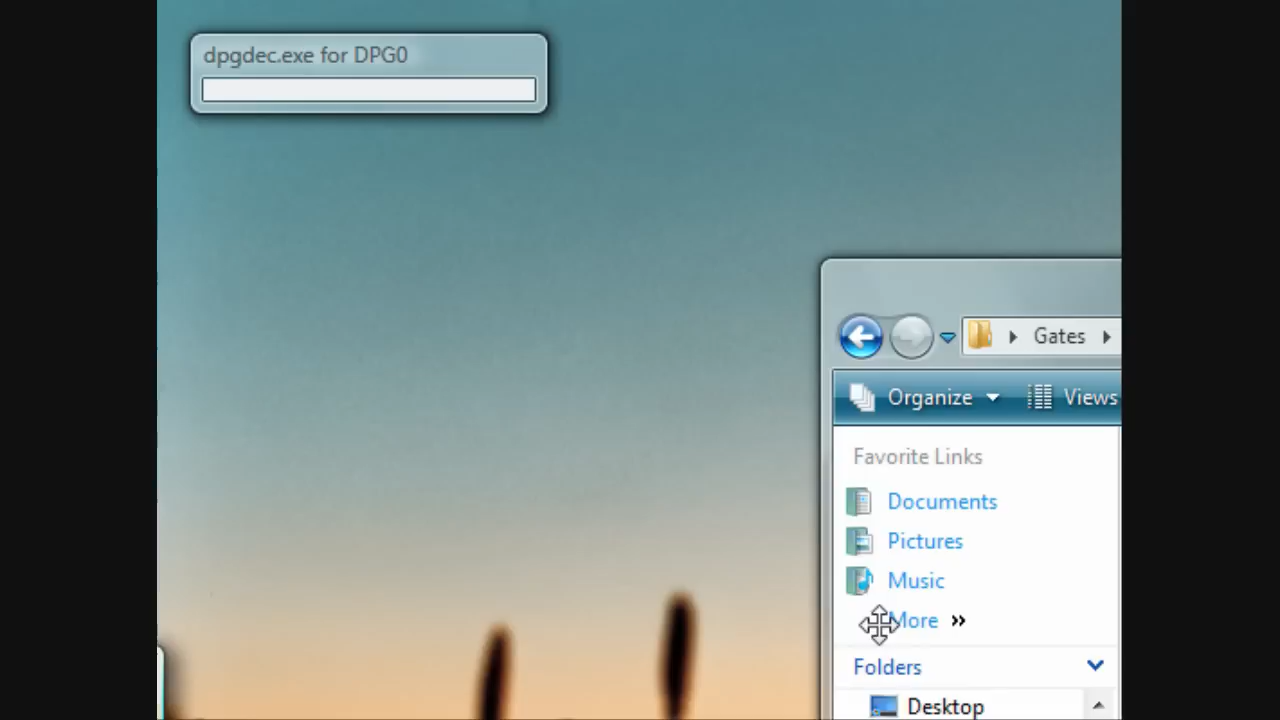 dpgdec.exe for DPG0
Gates
Organize
Views
Favorite Links
Documents
Pictures
Music
More »
Folders
Desktop